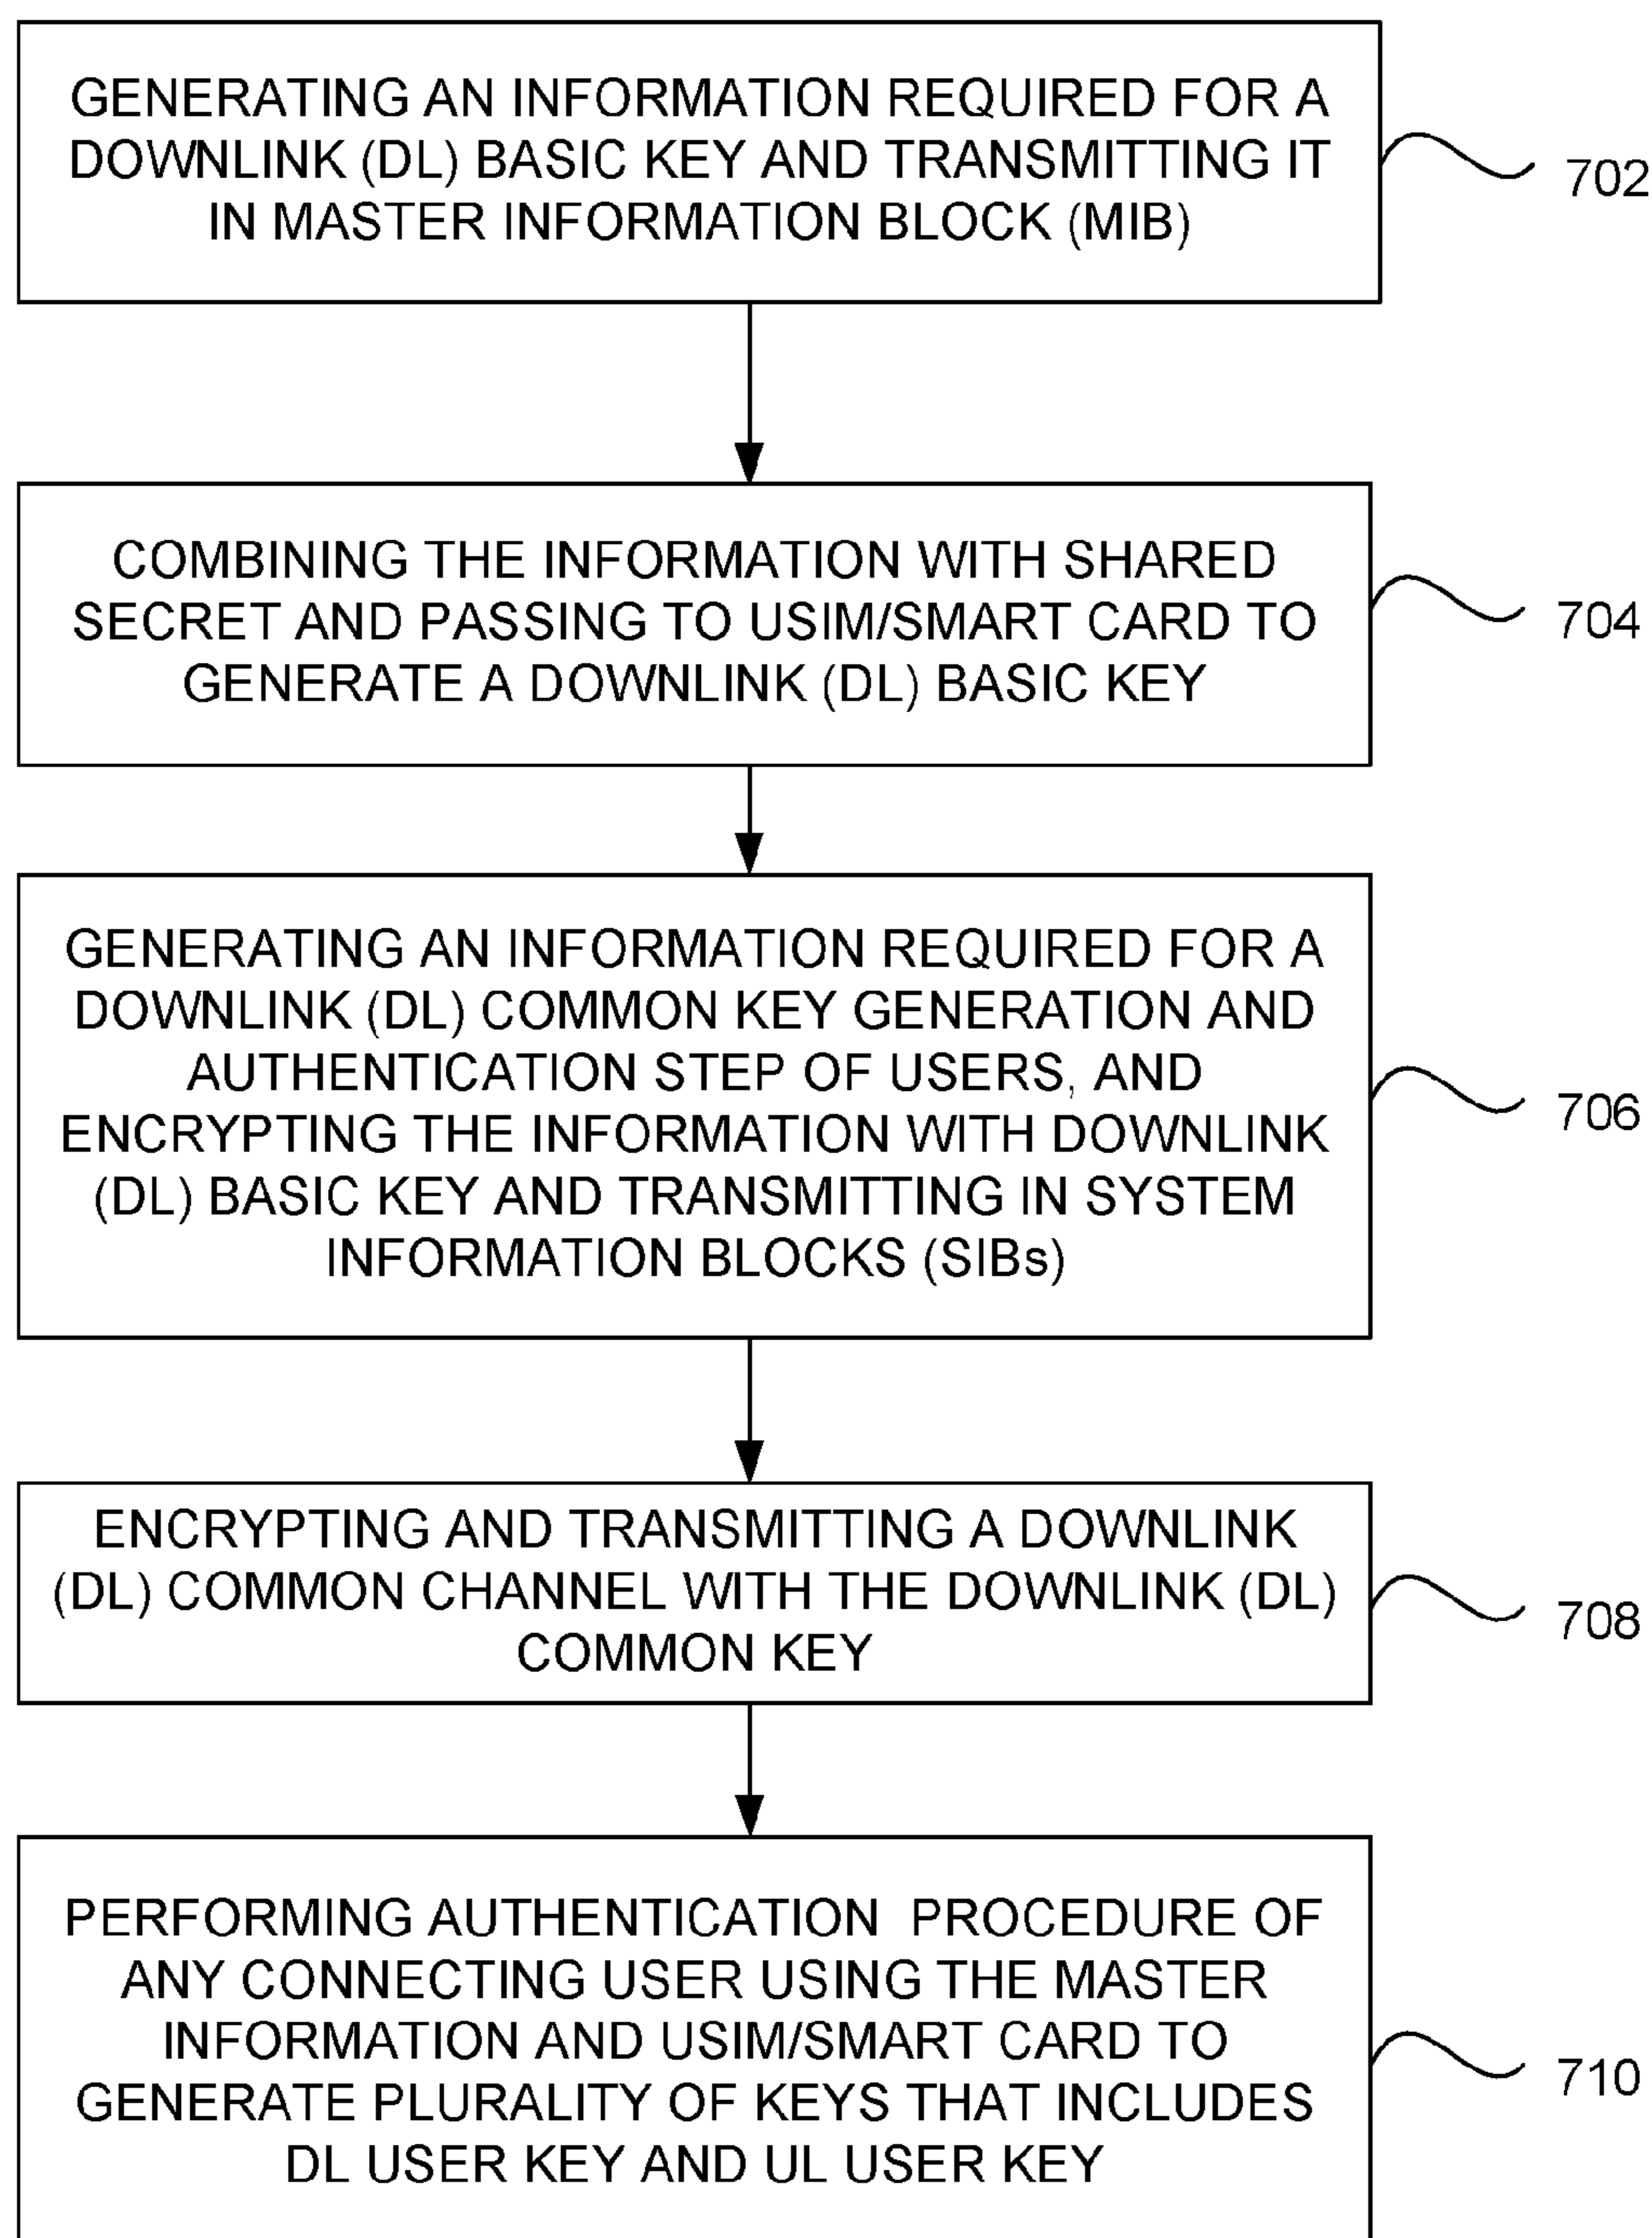 GENERATING AN INFORMATION REQUIRED FOR A
DOWNLINK (DL) BASIC KEY AND TRANSMITTING IT
IN MASTER INFORMATION BLOCK (MIB)
702
COMBINING THE INFORMATION WITH SHARED
SECRET AND PASSING TO USIM/SMART CARD TO
GENERATE A DOWNLINK (DL) BASIC KEY
704
GENERATING AN INFORMATION REQUIRED FOR A
DOWNLINK (DL) COMMON KEY GENERATION AND
AUTHENTICATION STEP OF USERS, AND
ENCRYPTING THE INFORMATION WITH DOWNLINK
(DL) BASIC KEY AND TRANSMITTING IN SYSTEM
INFORMATION BLOCKS (SIBs)
706
ENCRYPTING AND TRANSMITTING A DOWNLINK
(DL) COMMON CHANNEL WITH THE DOWNLINK (DL)
COMMON KEY
708
PERFORMING AUTHENTICATION PROCEDURE OF
ANY CONNECTING USER USING THE MASTER
INFORMATION AND USIM/SMART CARD TO
GENERATE PLURALITY OF KEYS THAT INCLUDES
DL USER KEY AND UL USER KEY
710